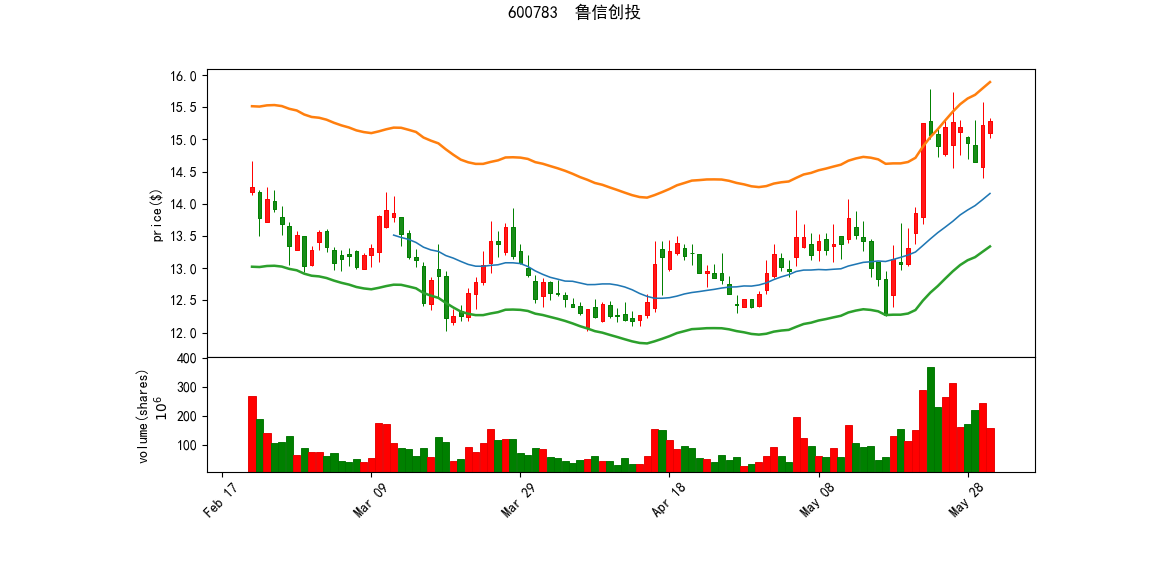 600783 鲁信创投
price($)
16.0
15.5
15.0
14.5
14.0
13.5
13.0
12.5
12.0
volume(shares)
10^6
400
300
200
100
Feb 17
Mar 09
Mar 29
Apr 18
May 08
May 28